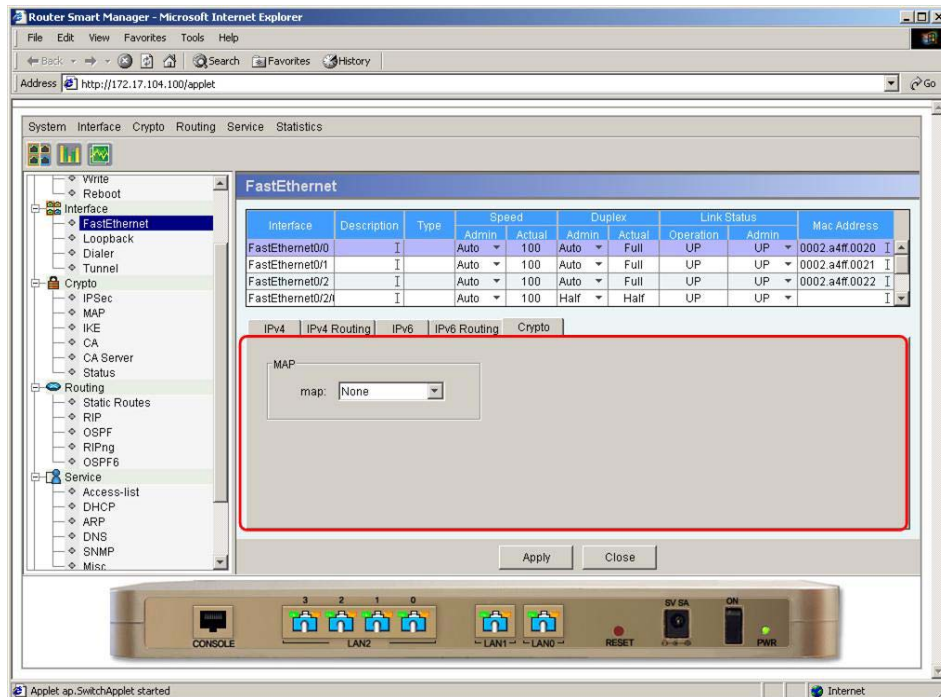 Router Smart Manager - Microsoft Internet Explorer
File Edit View Favorites Tools Help
Back Search Favorites History
Address http://172.17.104.100/applet Go
System Interface Crypto Routing Service Statistics
Write
Reboot
Interface
FastEthernet
Loopback
Dialer
Tunnel
Crypto
IPSec
MAP
IKE
CA
CA Server
Status
Routing
Static Routes
RIP
OSPF
RIPng
OSPF6
Service
Access-list
DHCP
ARP
DNS
SNMP
Misc
FastEthernet
Interface Description Type Speed Duplex Link Status Mac Address
Admin Actual Admin Actual Operation Admin
FastEthernet0/0 Auto 100 Auto Full UP UP 0002.a4ff.0020
FastEthernet0/1 Auto 100 Auto Full UP UP 0002.a4ff.0021
FastEthernet0/2 Auto 100 Auto Full UP UP 0002.a4ff.0022
FastEthernet0/2/ Auto 100 Half Half UP UP
IPv4 IPv4 Routing IPv6 IPv6 Routing Crypto
MAP
map: None
Apply Close
3 2 1 0 5V 5A ON
CONSOLE LAN2 LAN1 LAN0 RESET PWR
Applet ap.SwitchApplet started Internet